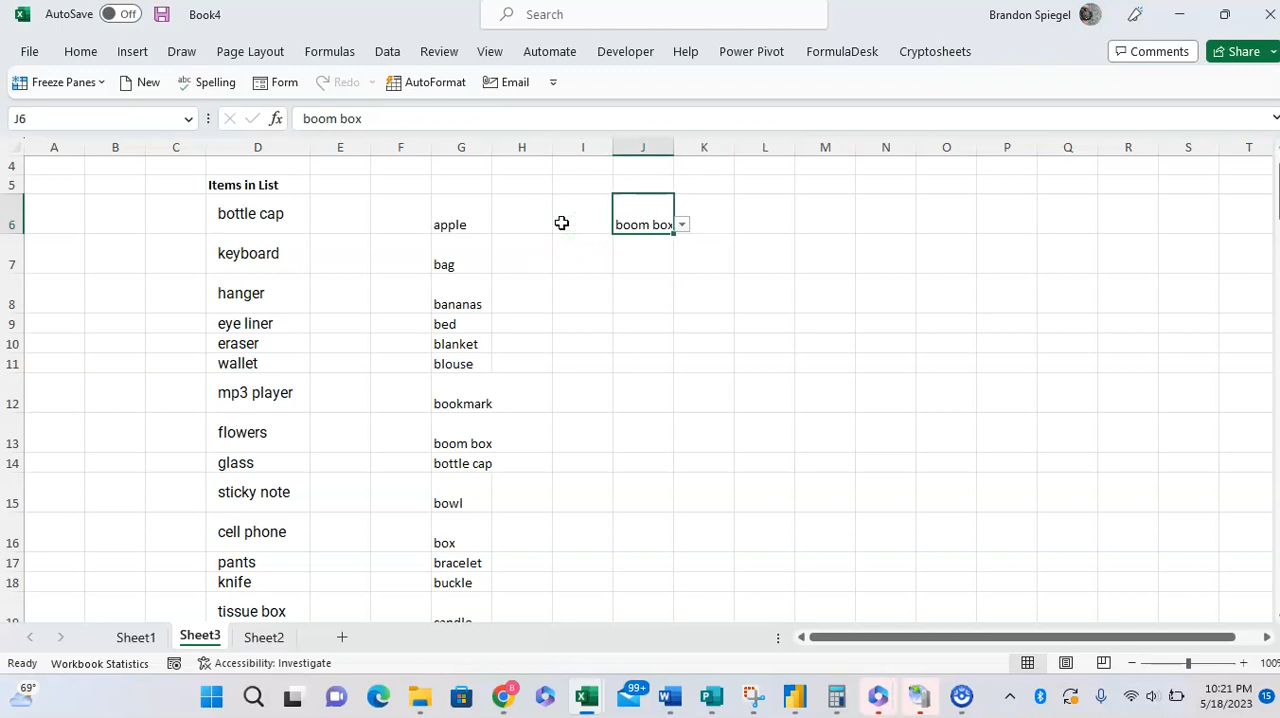 AutoSave Off Book4 Search Brandon Spiegel
File Home Insert Draw Page Layout Formulas Data Review View Automate Developer Help Power Pivot FormulaDesk Cryptosheets Comments Share
Freeze Panes New Spelling Form Redo AutoFormat Email
J6 fx boom box
A B C D E F G H I J K L M N O P Q R S T
4
5 Items in List
6 bottle cap apple boom box
7 keyboard bag
8 hanger bananas
9 eye liner bed
10 eraser blanket
11 wallet blouse
12 mp3 player bookmark
13 flowers boom box
14 glass bottle cap
15 sticky note bowl
16 cell phone box
17 pants bracelet
18 knife buckle
19 tissue box candle
Sheet1 Sheet3 Sheet2
Ready Workbook Statistics Accessibility: Investigate 100%
69° 99+ 10:21 PM
5/18/2023 15